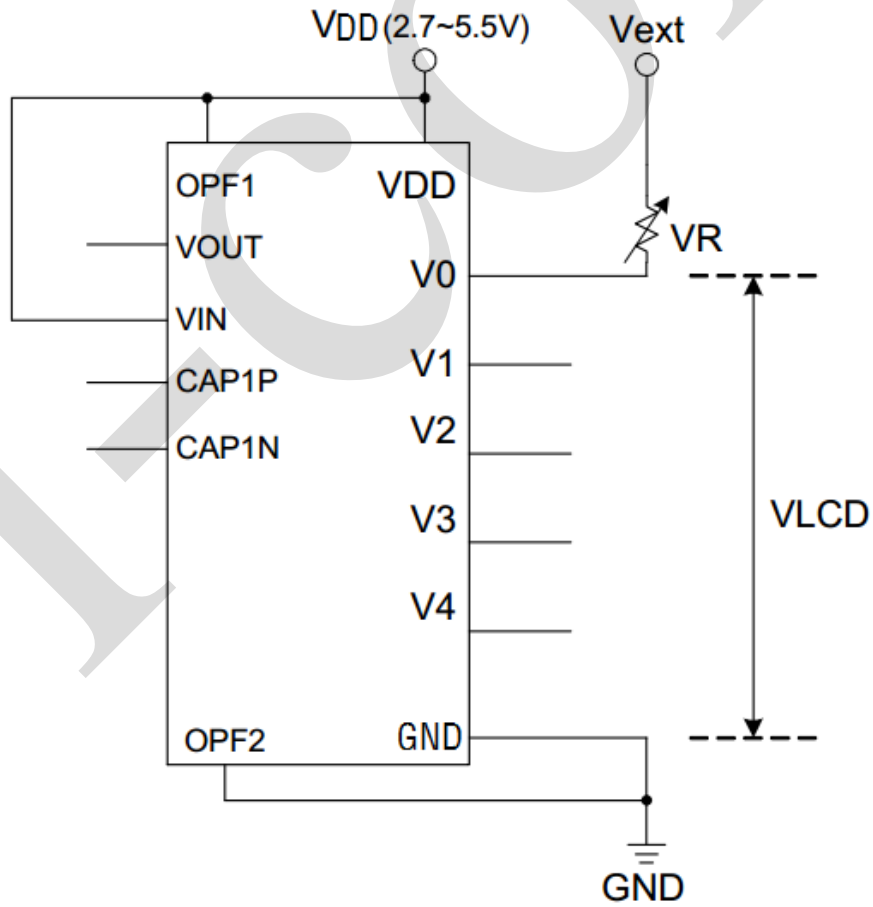 VDD (2.7~5.5V)
Vext
OPF1
VDD
VOUT
VR
V0
VIN
V1
CAP1P
V2
CAP1N
VLCD
V3
V4
OPF2
GND
GND